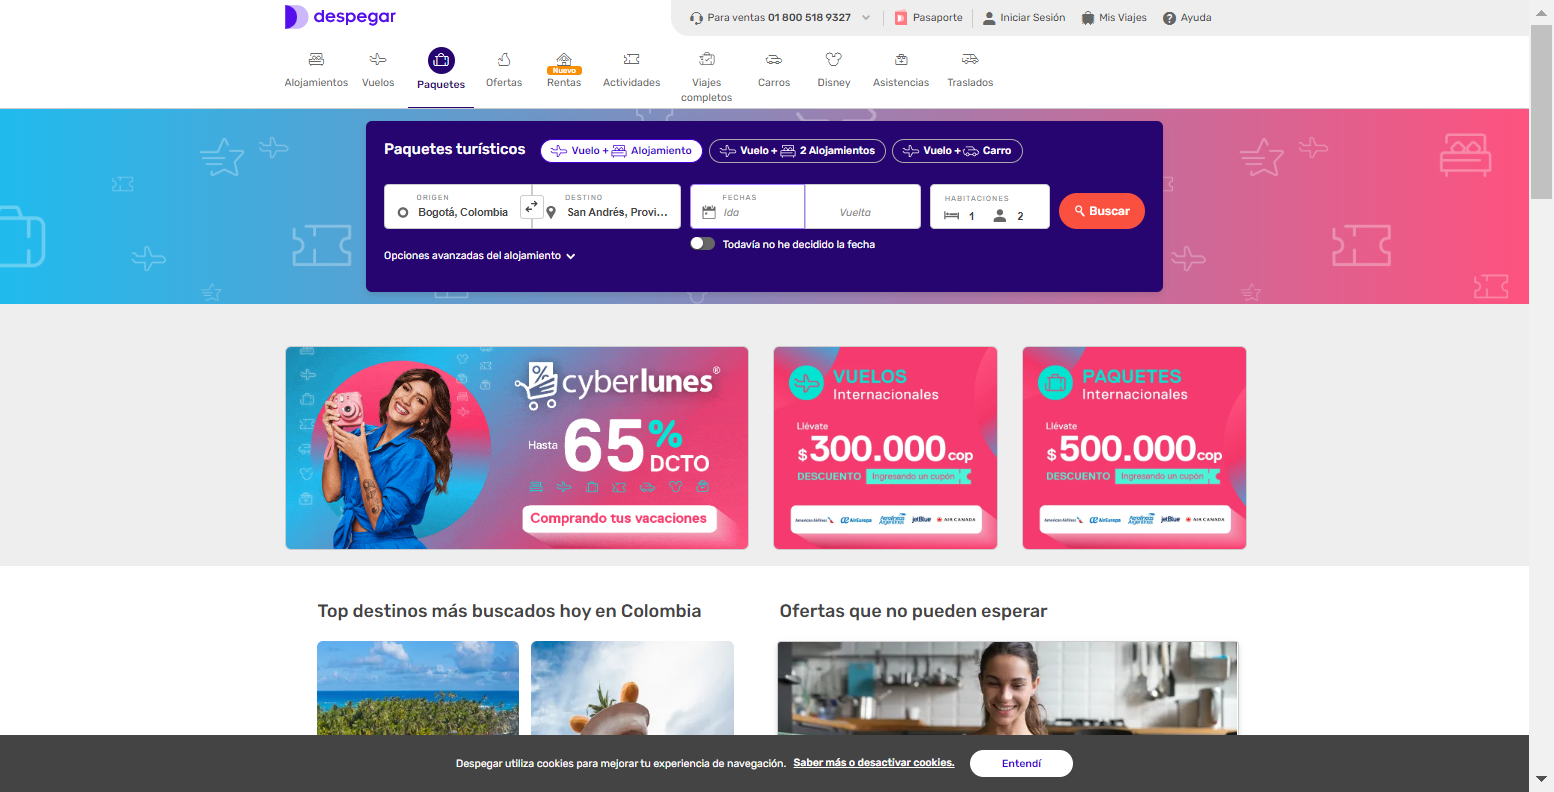 despegar
Para ventas 01 800 518 9327
Pasaporte
Iniciar Sesión
Mis Viajes
Ayuda
Alojamientos
Vuelos
Paquetes
Ofertas
Nuevo
Rentas
Actividades
Viajes
completos
Carros
Disney
Asistencias
Traslados
Paquetes turísticos
Vuelo + Alojamiento
Vuelo + 2 Alojamientos
Vuelo + Carro
ORIGEN
Bogotá, Colombia
DESTINO
San Andrés, Provi...
FECHAS
Ida
Vuelta
HABITACIONES
1
2
Buscar
Todavía no he decidido la fecha
Opciones avanzadas del alojamiento
cyberlunes®
Hasta 65% DCTO
Comprando tus vacaciones
VUELOS
Internacionales
Llévate
$300.000 cop
DESCUENTO Ingresando un cupón
American Airlines AirEuropa Aerolíneas Argentinas jetBlue AIR CANADA
PAQUETES
Internacionales
Llévate
$500.000 cop
DESCUENTO Ingresando un cupón
American Airlines AirEuropa Aerolíneas Argentinas jetBlue AIR CANADA
Top destinos más buscados hoy en Colombia
Ofertas que no pueden esperar
Despegar utiliza cookies para mejorar tu experiencia de navegación. Saber más o desactivar cookies.
Entendí